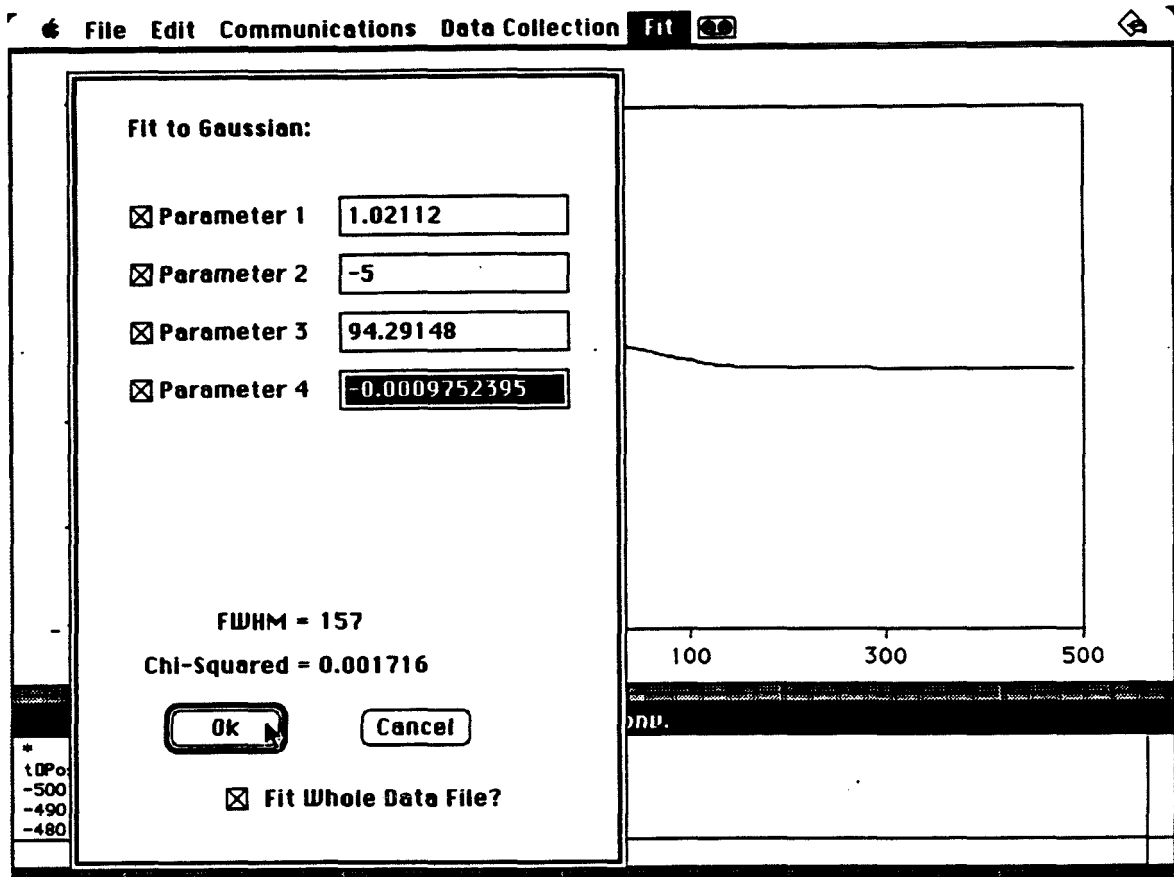 File Edit Communications Data Collection Fit
Fit to Gaussian:
Parameter 1 1.02112
Parameter 2 -5
Parameter 3 94.29148
Parameter 4 -0.0009752395
FWHM = 157
Chi-Squared = 0.001716
100 300 500
Ok Cancel
onv.
*
-500
-490
-480
Fit Whole Data File?